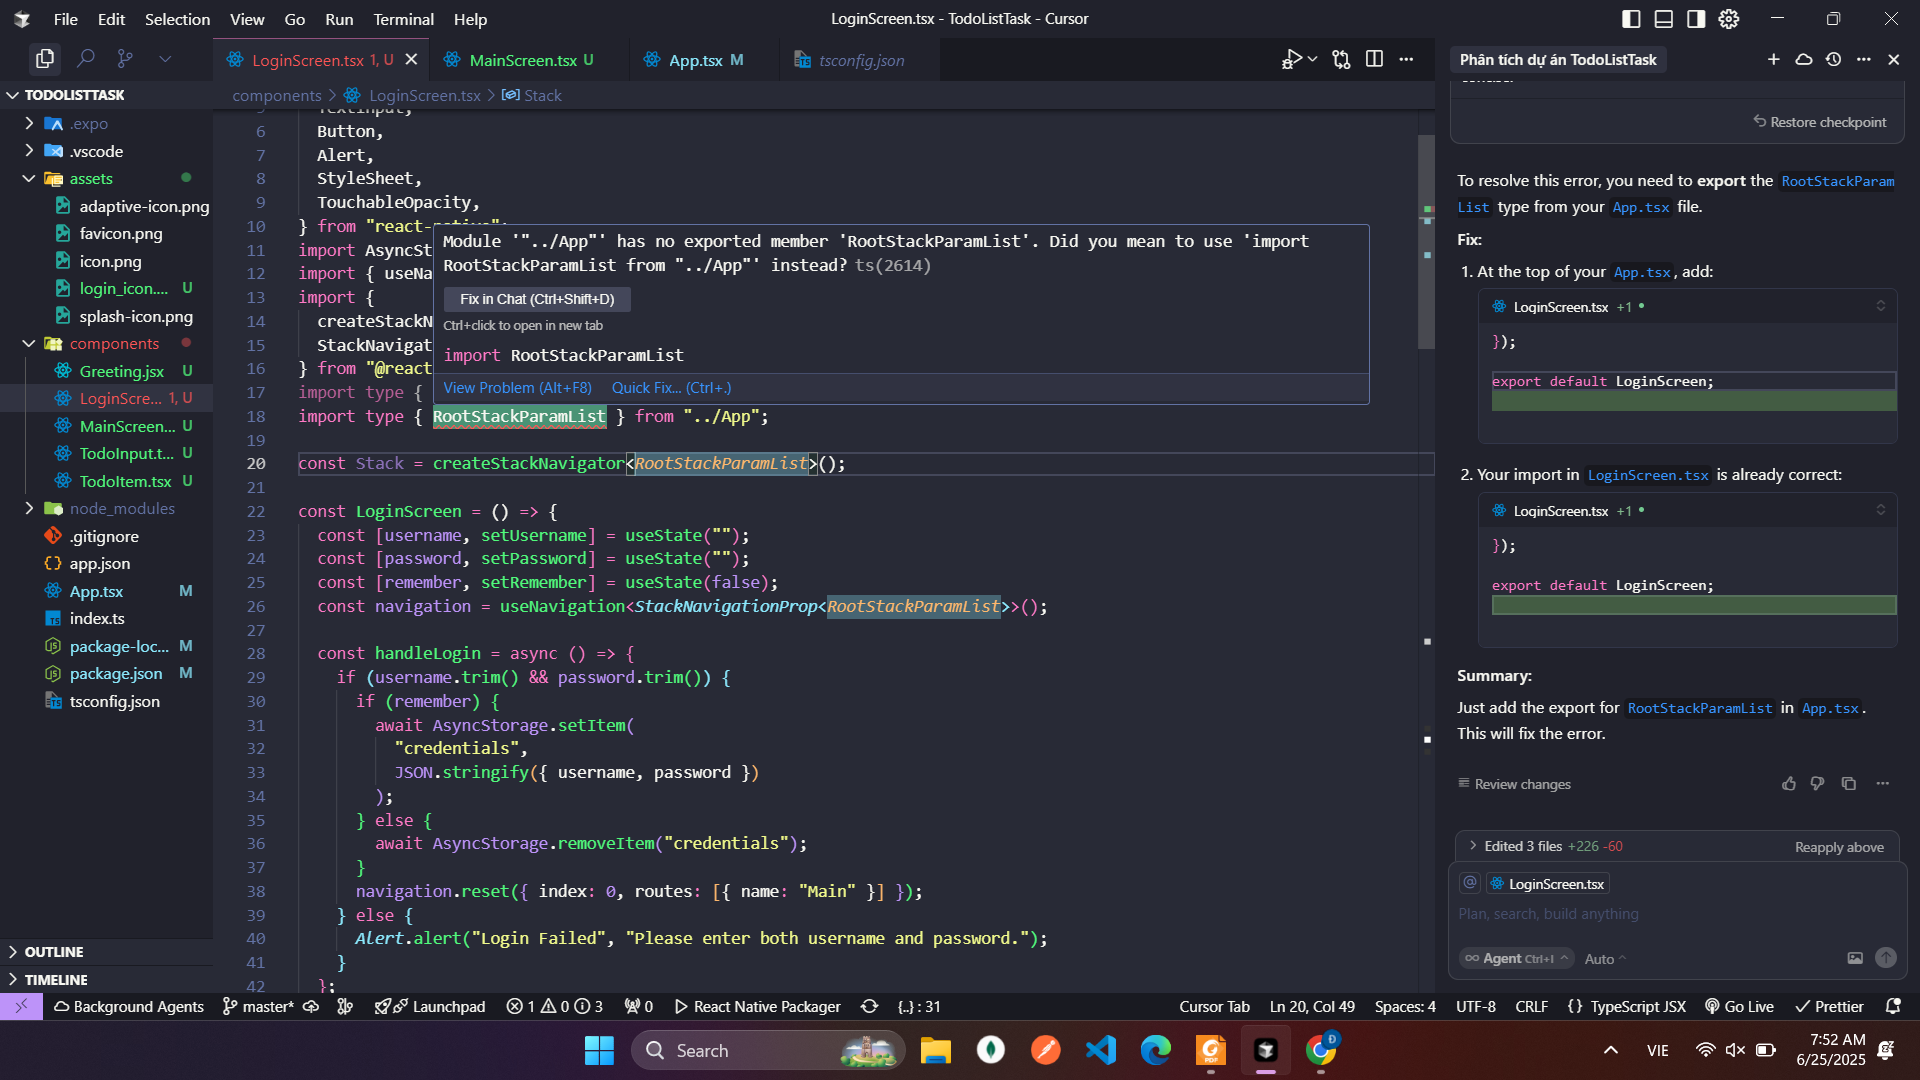 File Edit Selection View Go Run Terminal Help
LoginScreen.tsx - TodoListTask - Cursor
LoginScreen.tsx 1, U
MainScreen.tsx U
App.tsx M
tsconfig.json
components > LoginScreen.tsx > Stack
TODOLISTTASK
.expo
.vscode
assets
adaptive-icon.png
favicon.png
icon.png
login_icon.... U
splash-icon.png
components
Greeting.jsx U
LoginScre... 1, U
MainScreen... U
TodoInput.t... U
TodoItem.tsx U
node_modules
.gitignore
app.json
App.tsx M
index.ts
package-loc... M
package.json M
tsconfig.json
OUTLINE
TIMELINE
5 TextInput,
6 Button,
7 Alert,
8 StyleSheet,
9 TouchableOpacity,
10 } from "react-native";
11 import AsyncSt
12 import { useNa
13 import {
14 createStackN
15 StackNavigat
16 } from "@react
17 import type {
18 import type { RootStackParamList } from "../App";
19
20 const Stack = createStackNavigator<RootStackParamList>();
21
22 const LoginScreen = () => {
23 const [username, setUsername] = useState("");
24 const [password, setPassword] = useState("");
25 const [remember, setRemember] = useState(false);
26 const navigation = useNavigation<StackNavigationProp<RootStackParamList>>();
27
28 const handleLogin = async () => {
29 if (username.trim() && password.trim()) {
30 if (remember) {
31 await AsyncStorage.setItem(
32 "credentials",
33 JSON.stringify({ username, password })
34 );
35 } else {
36 await AsyncStorage.removeItem("credentials");
37 }
38 navigation.reset({ index: 0, routes: [{ name: "Main" }] });
39 } else {
40 Alert.alert("Login Failed", "Please enter both username and password.");
41 }
42 };
Module '"../App"' has no exported member 'RootStackParamList'. Did you mean to use 'import
RootStackParamList from "../App"' instead? ts(2614)
Fix in Chat (Ctrl+Shift+D)
Ctrl+click to open in new tab
import RootStackParamList
View Problem (Alt+F8) Quick Fix... (Ctrl+.)
Phân tích dự án TodoListTask
Restore checkpoint
To resolve this error, you need to export the RootStackParam
List type from your App.tsx file.
Fix:
1. At the top of your App.tsx, add:
LoginScreen.tsx +1
});
export default LoginScreen;
2. Your import in LoginScreen.tsx is already correct:
LoginScreen.tsx +1
});
export default LoginScreen;
Summary:
Just add the export for RootStackParamList in App.tsx.
This will fix the error.
Review changes
Edited 3 files +226 -60
Reapply above
@ LoginScreen.tsx
Plan, search, build anything
Agent Ctrl+I
Auto
Background Agents
master*
Launchpad
1 0 3
0
React Native Packager
{..} : 31
Cursor Tab
Ln 20, Col 49
Spaces: 4
UTF-8
CRLF
{} TypeScript JSX
Go Live
Prettier
Search
PDF
Đ
VIE
7:52 AM
6/25/2025